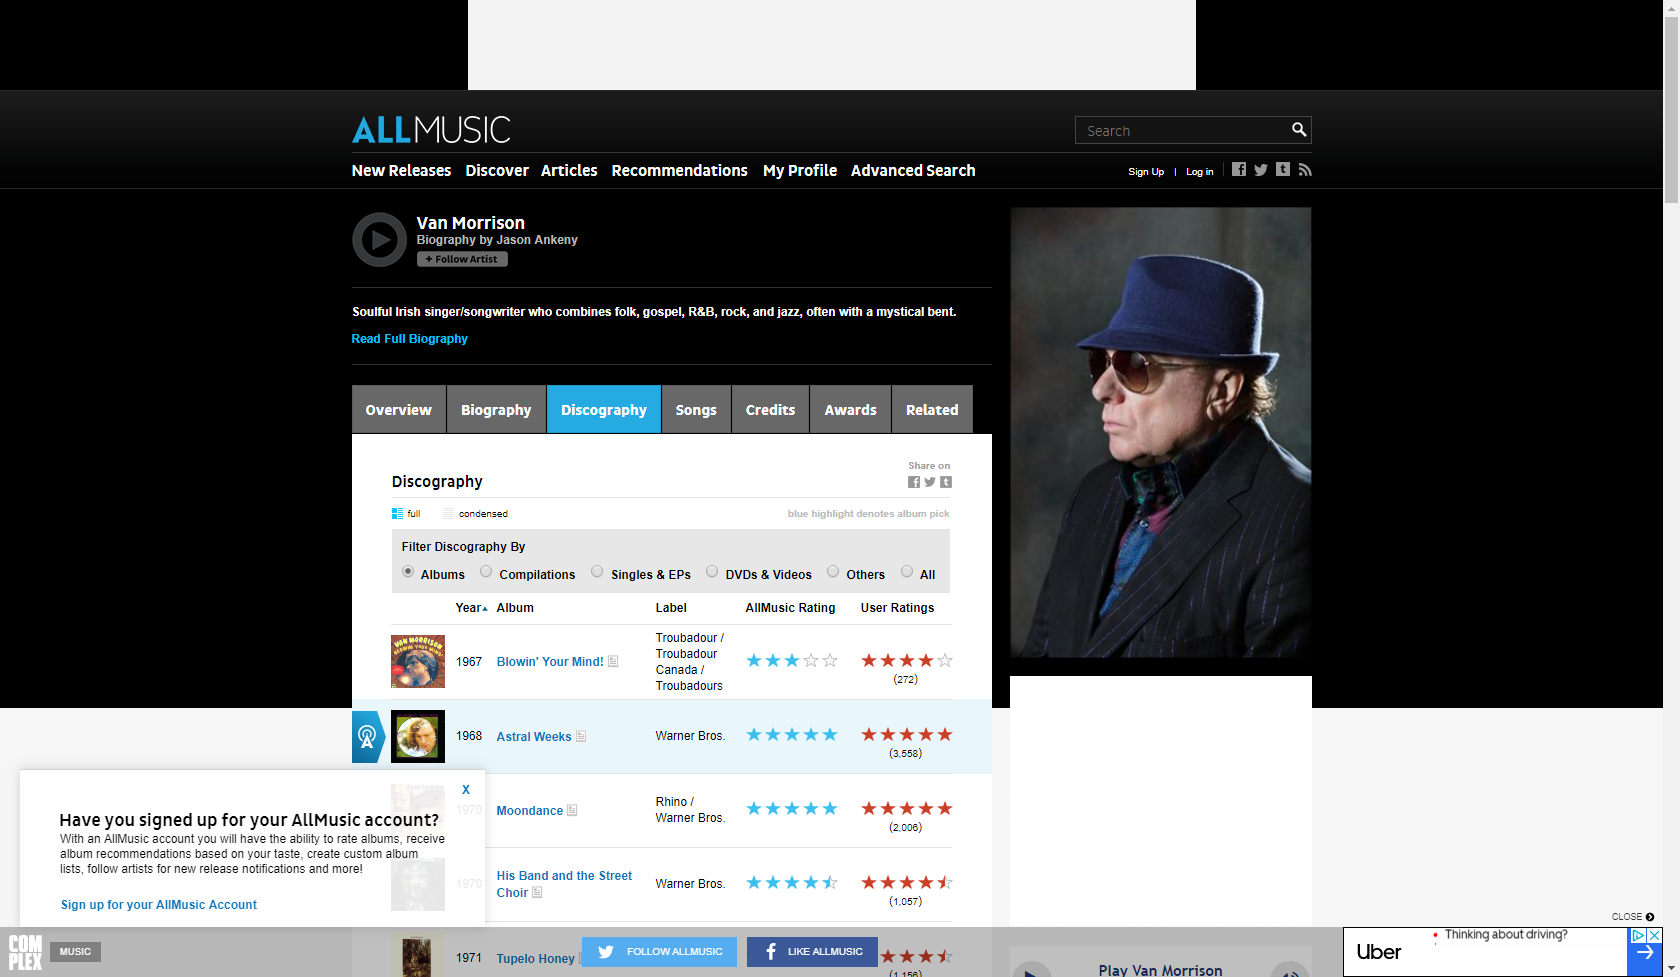 ALLMUSIC
Search
New Releases Discover Articles Recommendations My Profile Advanced Search
Sign Up | Log in
Van Morrison
Biography by Jason Ankeny
+ Follow Artist
Soulful Irish singer/songwriter who combines folk, gospel, R&B, rock, and jazz, often with a mystical bent.
Read Full Biography
Overview Biography Discography Songs Credits Awards Related
Share on
Discography
full condensed blue highlight denotes album pick
Filter Discography By
Albums Compilations Singles & EPs DVDs & Videos Others All
Year Album Label AllMusic Rating User Ratings
VAN MORRISON
BLOWIN' YOUR MIND!
1967 Blowin' Your Mind!
Troubadour /
Troubadour
Canada /
Troubadours
(272)
1968 Astral Weeks Warner Bros.
(3,558)
1970 Moondance
Rhino /
Warner Bros.
(2,006)
1970 His Band and the Street
Choir
Warner Bros.
(1,057)
1971 Tupelo Honey
(1,156)
X
Have you signed up for your AllMusic account?
With an AllMusic account you will have the ability to rate albums, receive
album recommendations based on your taste, create custom album
lists, follow artists for new release notifications and more!
Sign up for your AllMusic Account
COMPLEX
MUSIC
FOLLOW ALLMUSIC
LIKE ALLMUSIC
Play Van Morrison
CLOSE
Uber
Thinking about driving?